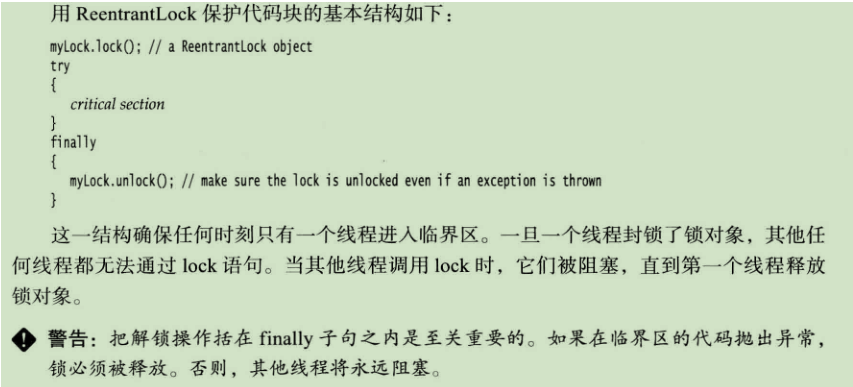 用 ReentrantLock 保护代码块的基本结构如下：
myLock.lock(); // a ReentrantLock object
try
{
critical section
}
finally
{
myLock.unlock(); // make sure the lock is unlocked even if an exception is thrown
}
这一结构确保任何时刻只有一个线程进入临界区。一旦一个线程封锁了锁对象，其他任
何线程都无法通过 lock 语句。当其他线程调用 lock 时，它们被阻塞，直到第一个线程释放
锁对象。
警告：把解锁操作括在 finally 子句之内是至关重要的。如果在临界区的代码抛出异常，
锁必须被释放。否则，其他线程将永远阻塞。